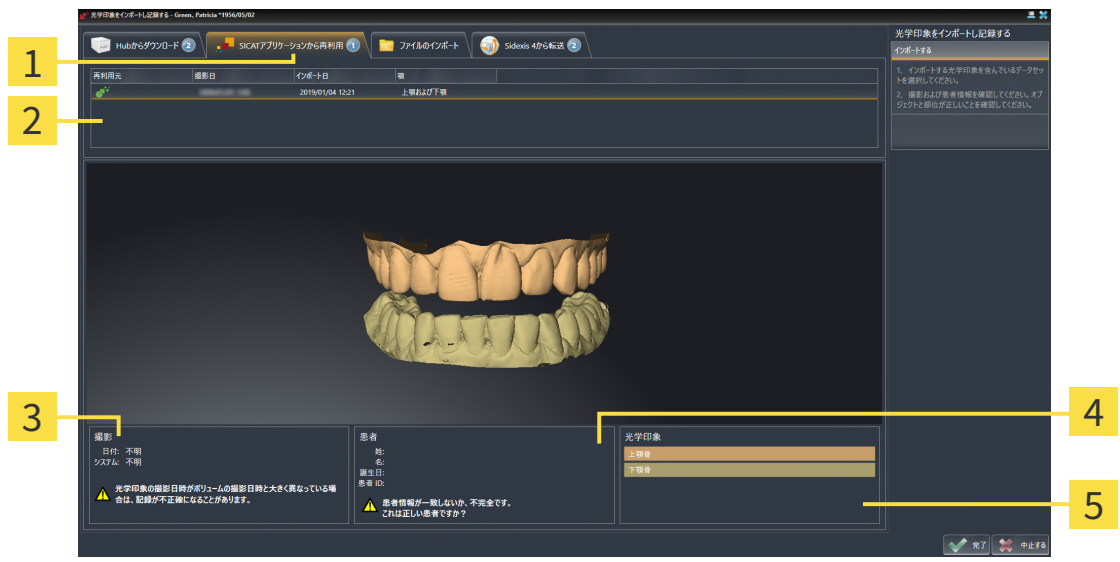 光学印象をインポートし記録する - Green, Patricia *1956/05/02
1
Hubからダウンロード 2
SICATアプリケーションから再利用 1
ファイルのインポート
Sidexis 4から転送 2
光学印象をインポートし記録する
インポートする
1. インポートする光学印象を含んでいるデータセッ
トを選択してください。
2. 撮影および患者情報を確認してください。オブ
ジェクトと部位が正しいことを確認してください。
再利用元 撮影日 インポート日 顎
2019/01/04 12:21 上顎および下顎
2
3
撮影
日付: 不明
システム: 不明
光学印象の撮影日時がボリュームの撮影日時と大きく異なっている場
合は、記録が不正確になることがあります。
患者
姓:
名:
誕生日:
患者 ID:
患者情報が一致しないか、不完全です。
これは正しい患者ですか？
4
光学印象
上顎骨
下顎骨
5
完了
中止する